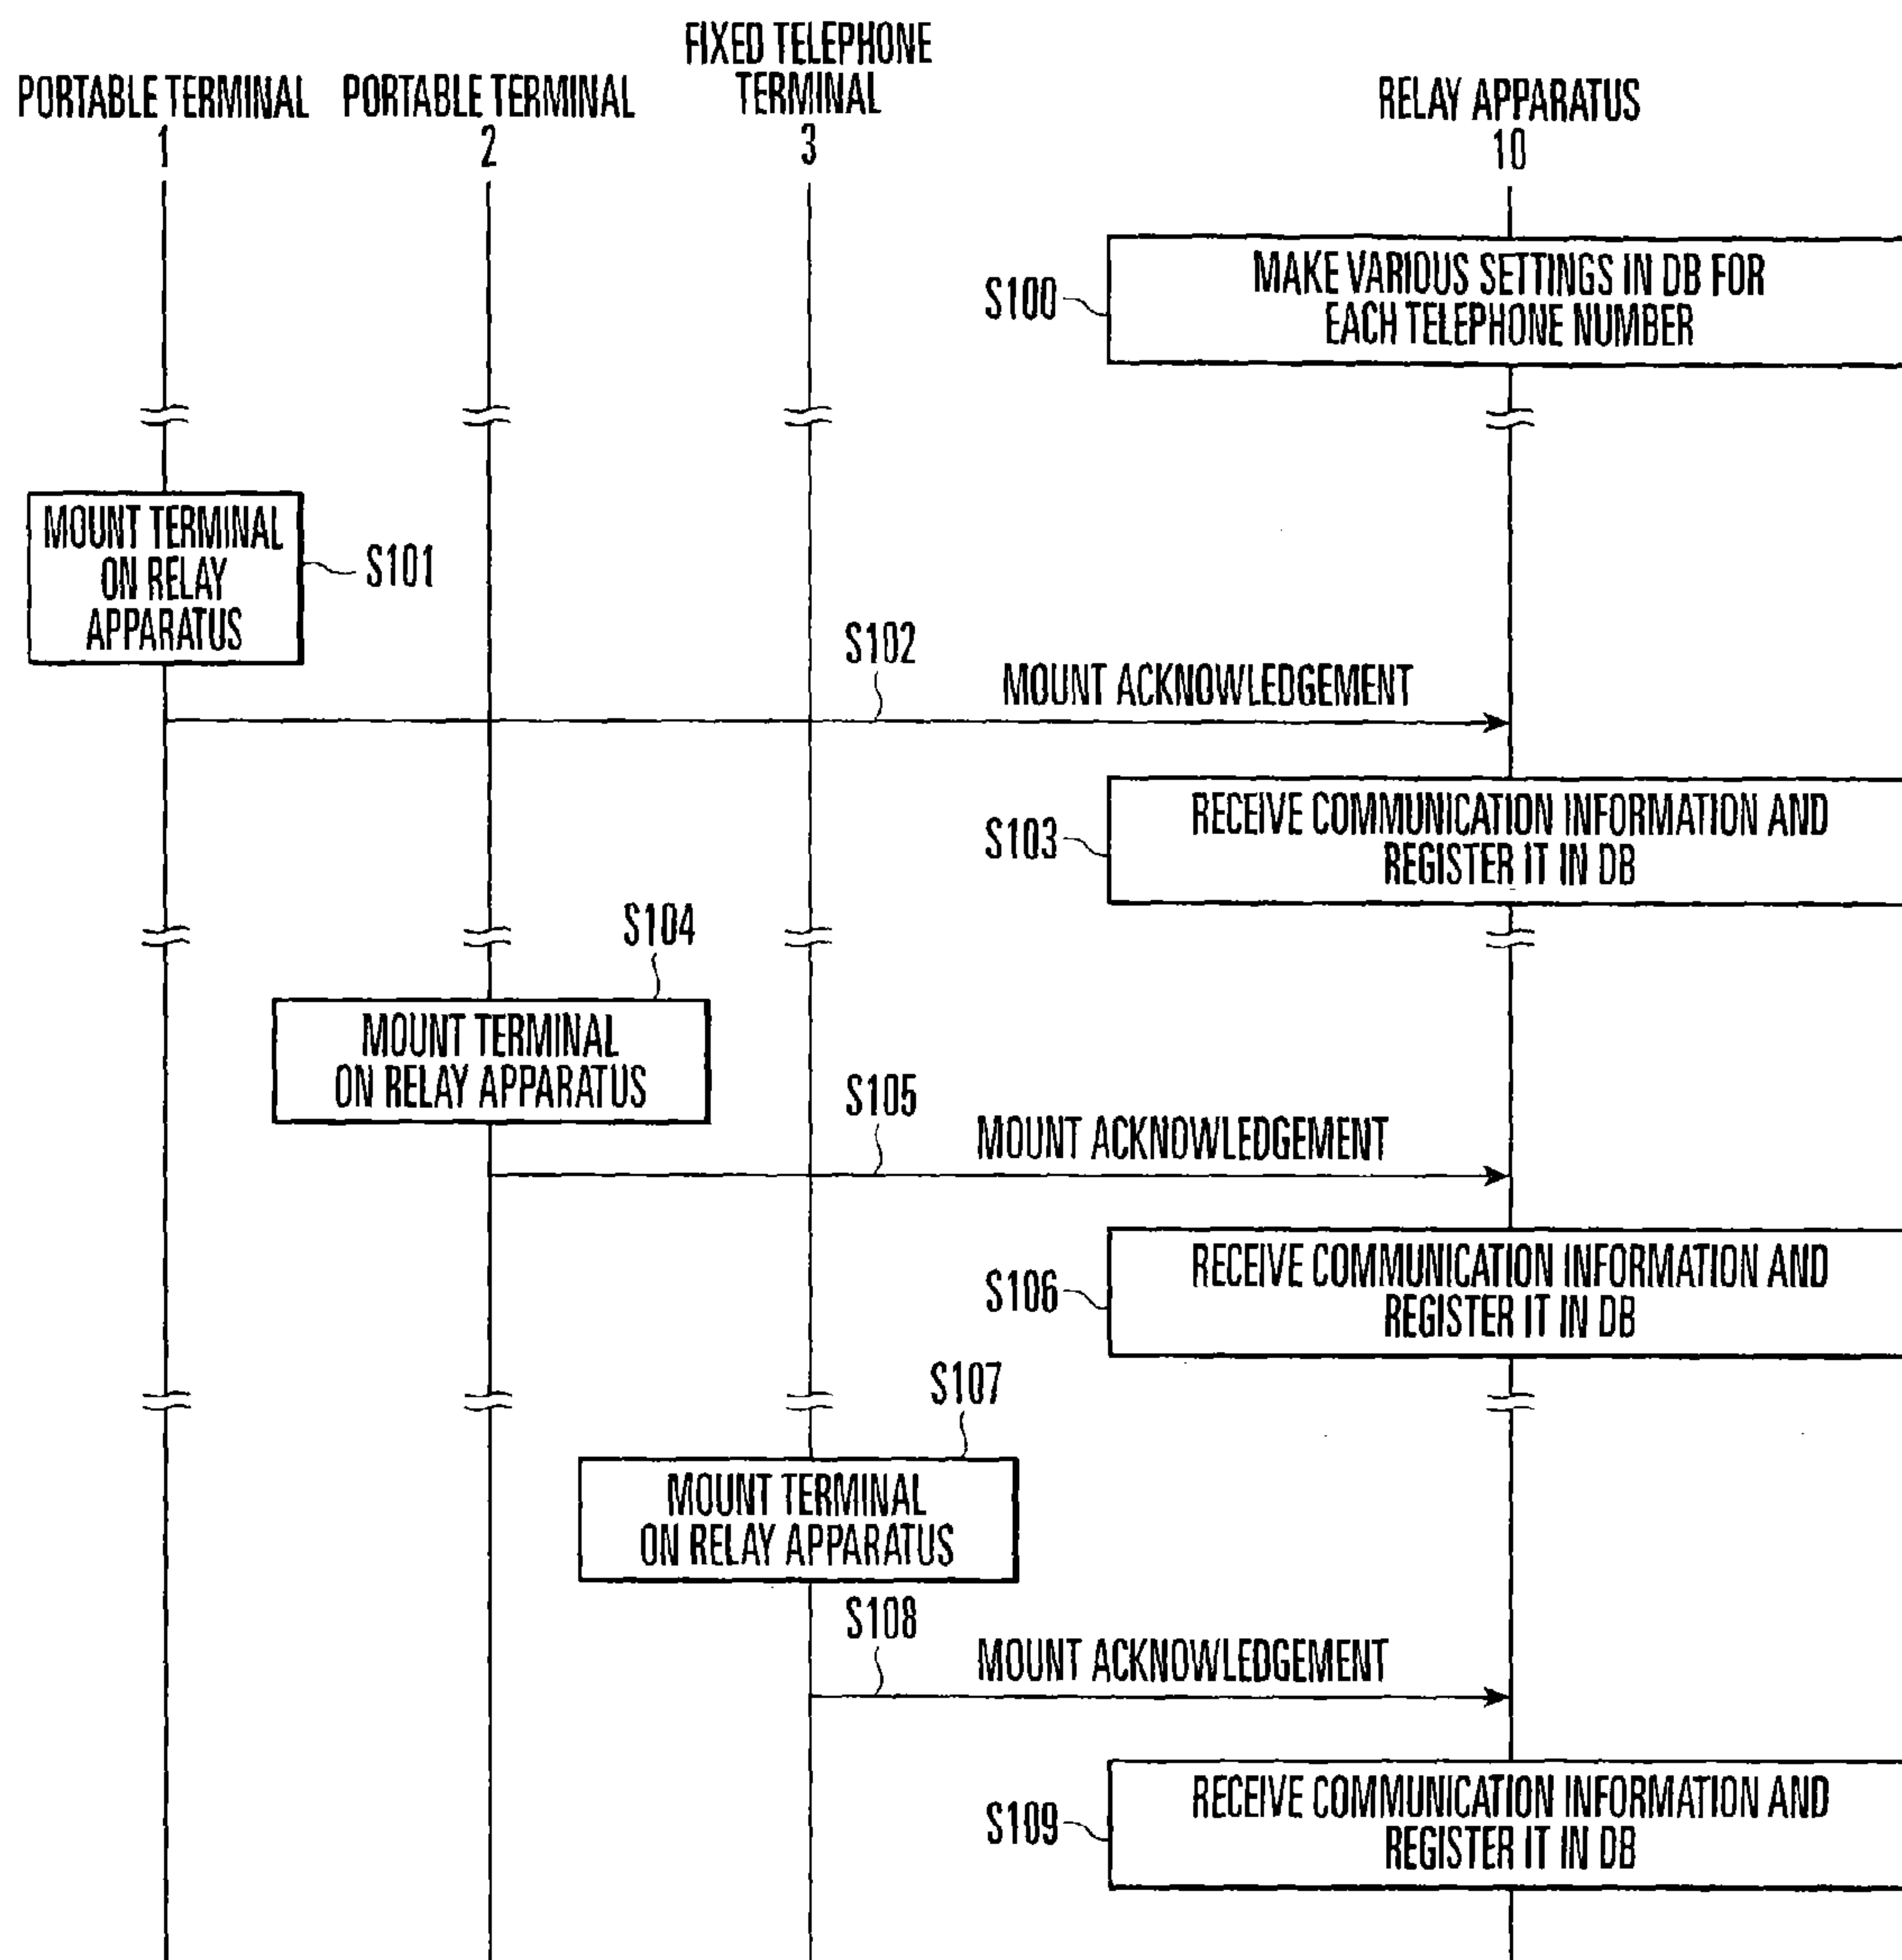 PORTABLE TERMINAL
1
PORTABLE TERMINAL
2
FIXED TELEPHONE
TERMINAL
3
RELAY APPARATUS
10
S100
MAKE VARIOUS SETTINGS IN DB FOR
EACH TELEPHONE NUMBER
MOUNT TERMINAL
ON RELAY
APPARATUS
S101
S102
MOUNT ACKNOWLEDGEMENT
S103
RECEIVE COMMUNICATION INFORMATION AND
REGISTER IT IN DB
S104
MOUNT TERMINAL
ON RELAY APPARATUS
S105
MOUNT ACKNOWLEDGEMENT
S106
RECEIVE COMMUNICATION INFORMATION AND
REGISTER IT IN DB
S107
MOUNT TERMINAL
ON RELAY APPARATUS
S108
MOUNT ACKNOWLEDGEMENT
S109
RECEIVE COMMUNICATION INFORMATION AND
REGISTER IT IN DB